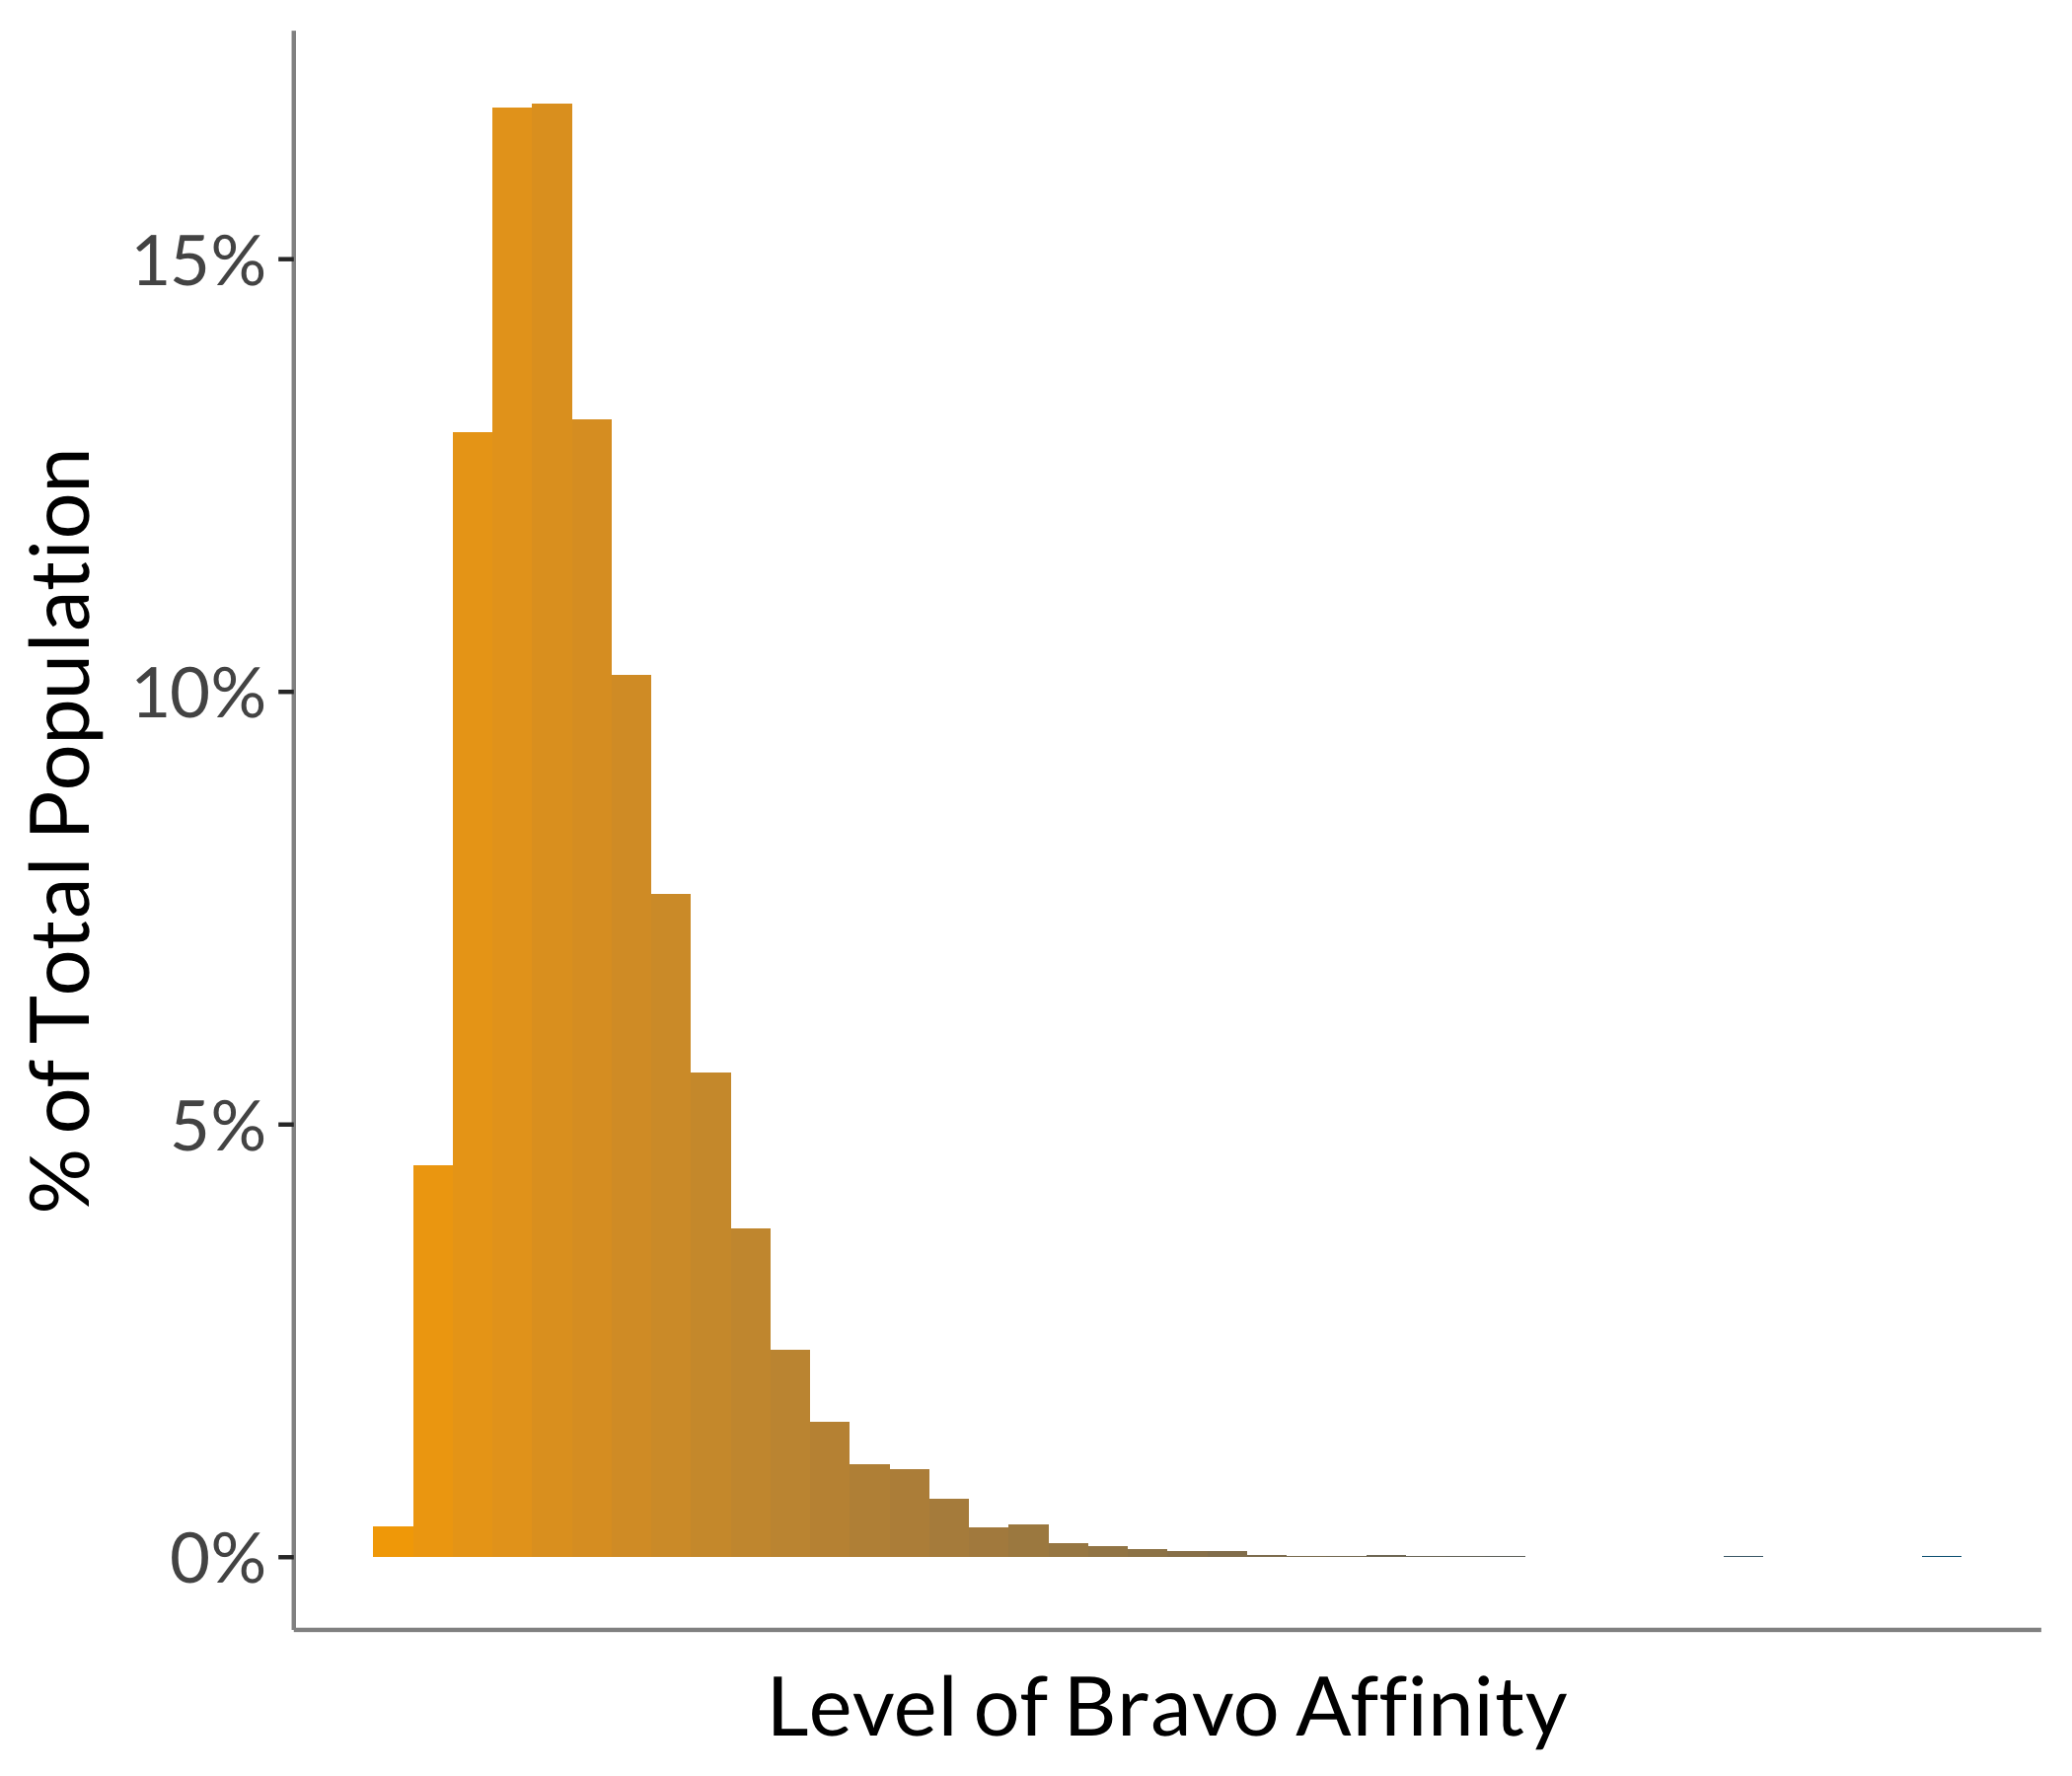 % of Total Population
15%
10%
5%
0%
Level of Bravo Affinity